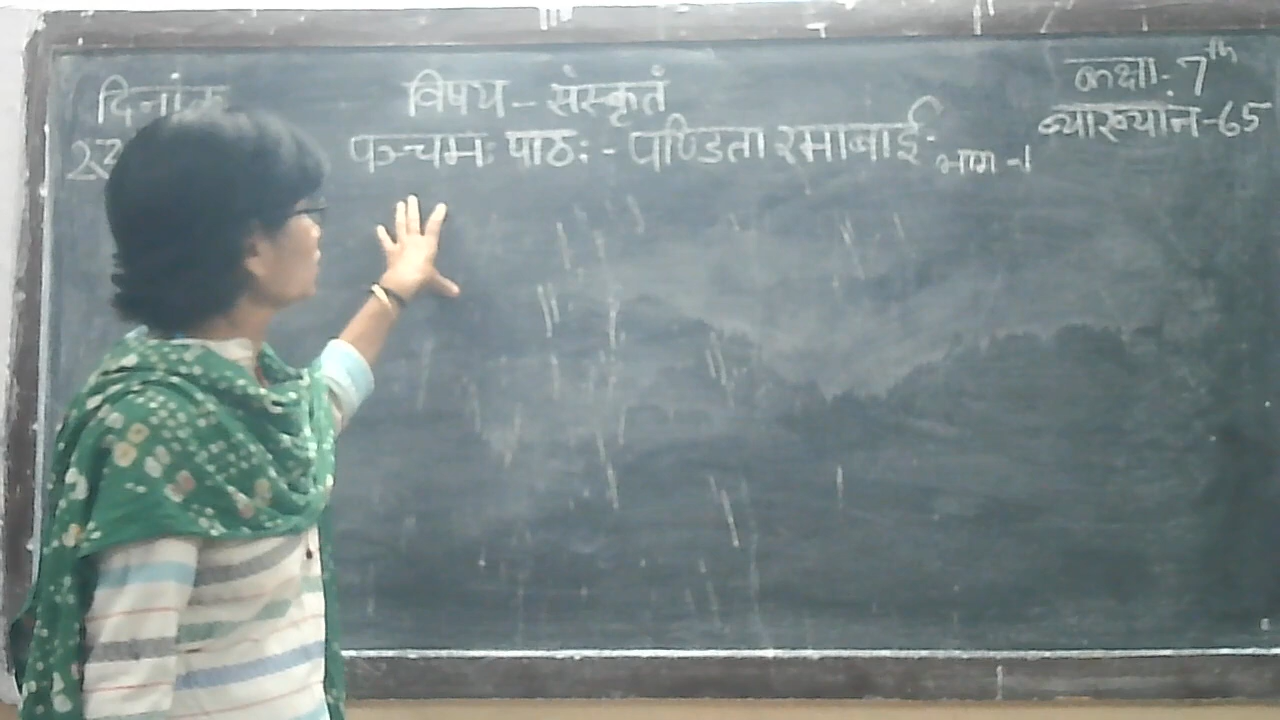 दिनांक विषय - संस्कृतं कक्षा - 7th
पञ्चमः पाठः - पण्डिता रमाबाई - भाग -1 व्याख्यान - 65